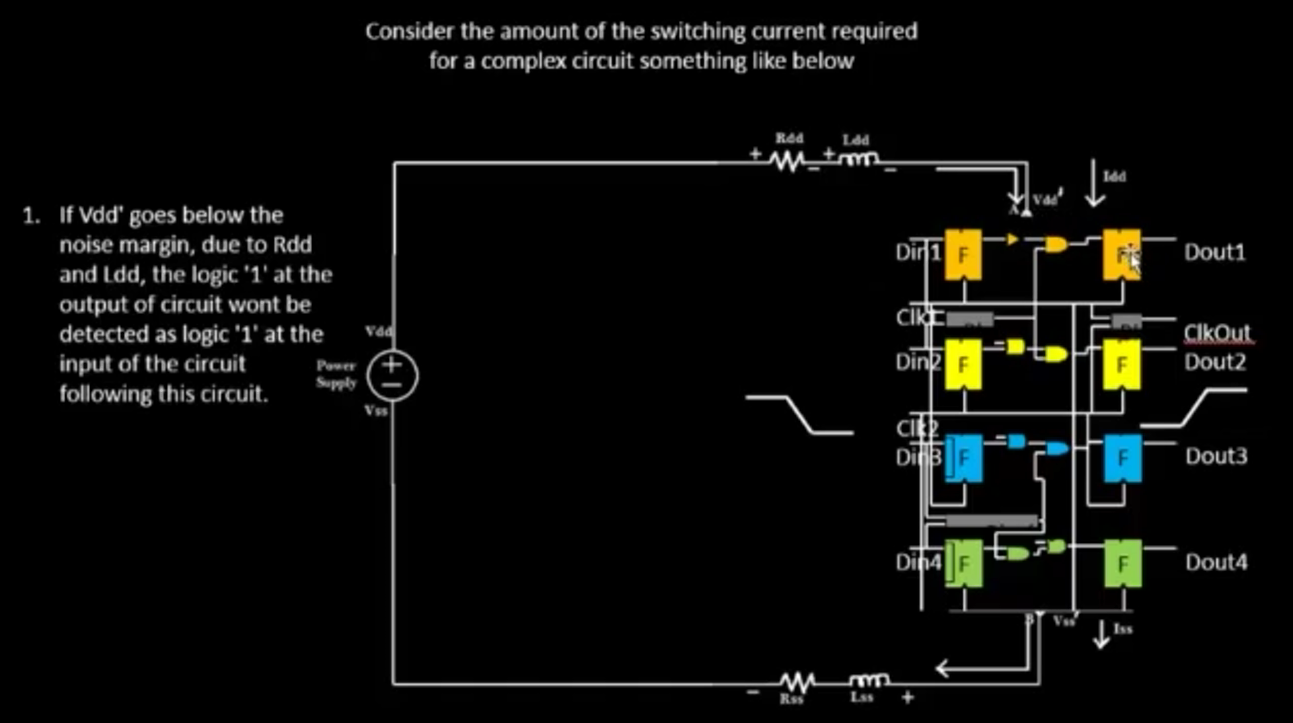 Consider the amount of the switching current required
for a complex circuit something like below
Rdd
Ldd
Idd
Vdd'
A
1. If Vdd' goes below the
noise margin, due to Rdd
and Ldd, the logic '1' at the
output of circuit wont be
detected as logic '1' at the
input of the circuit
following this circuit.
Vdd
Power
Supply
Vss
Din1
F
Dout1
Clk1
ClkOut
Din2
F
F
Dout2
Clk2
Din3
F
F
Dout3
Din4
F
F
Dout4
B
Vss'
Iss
Rss
Lss